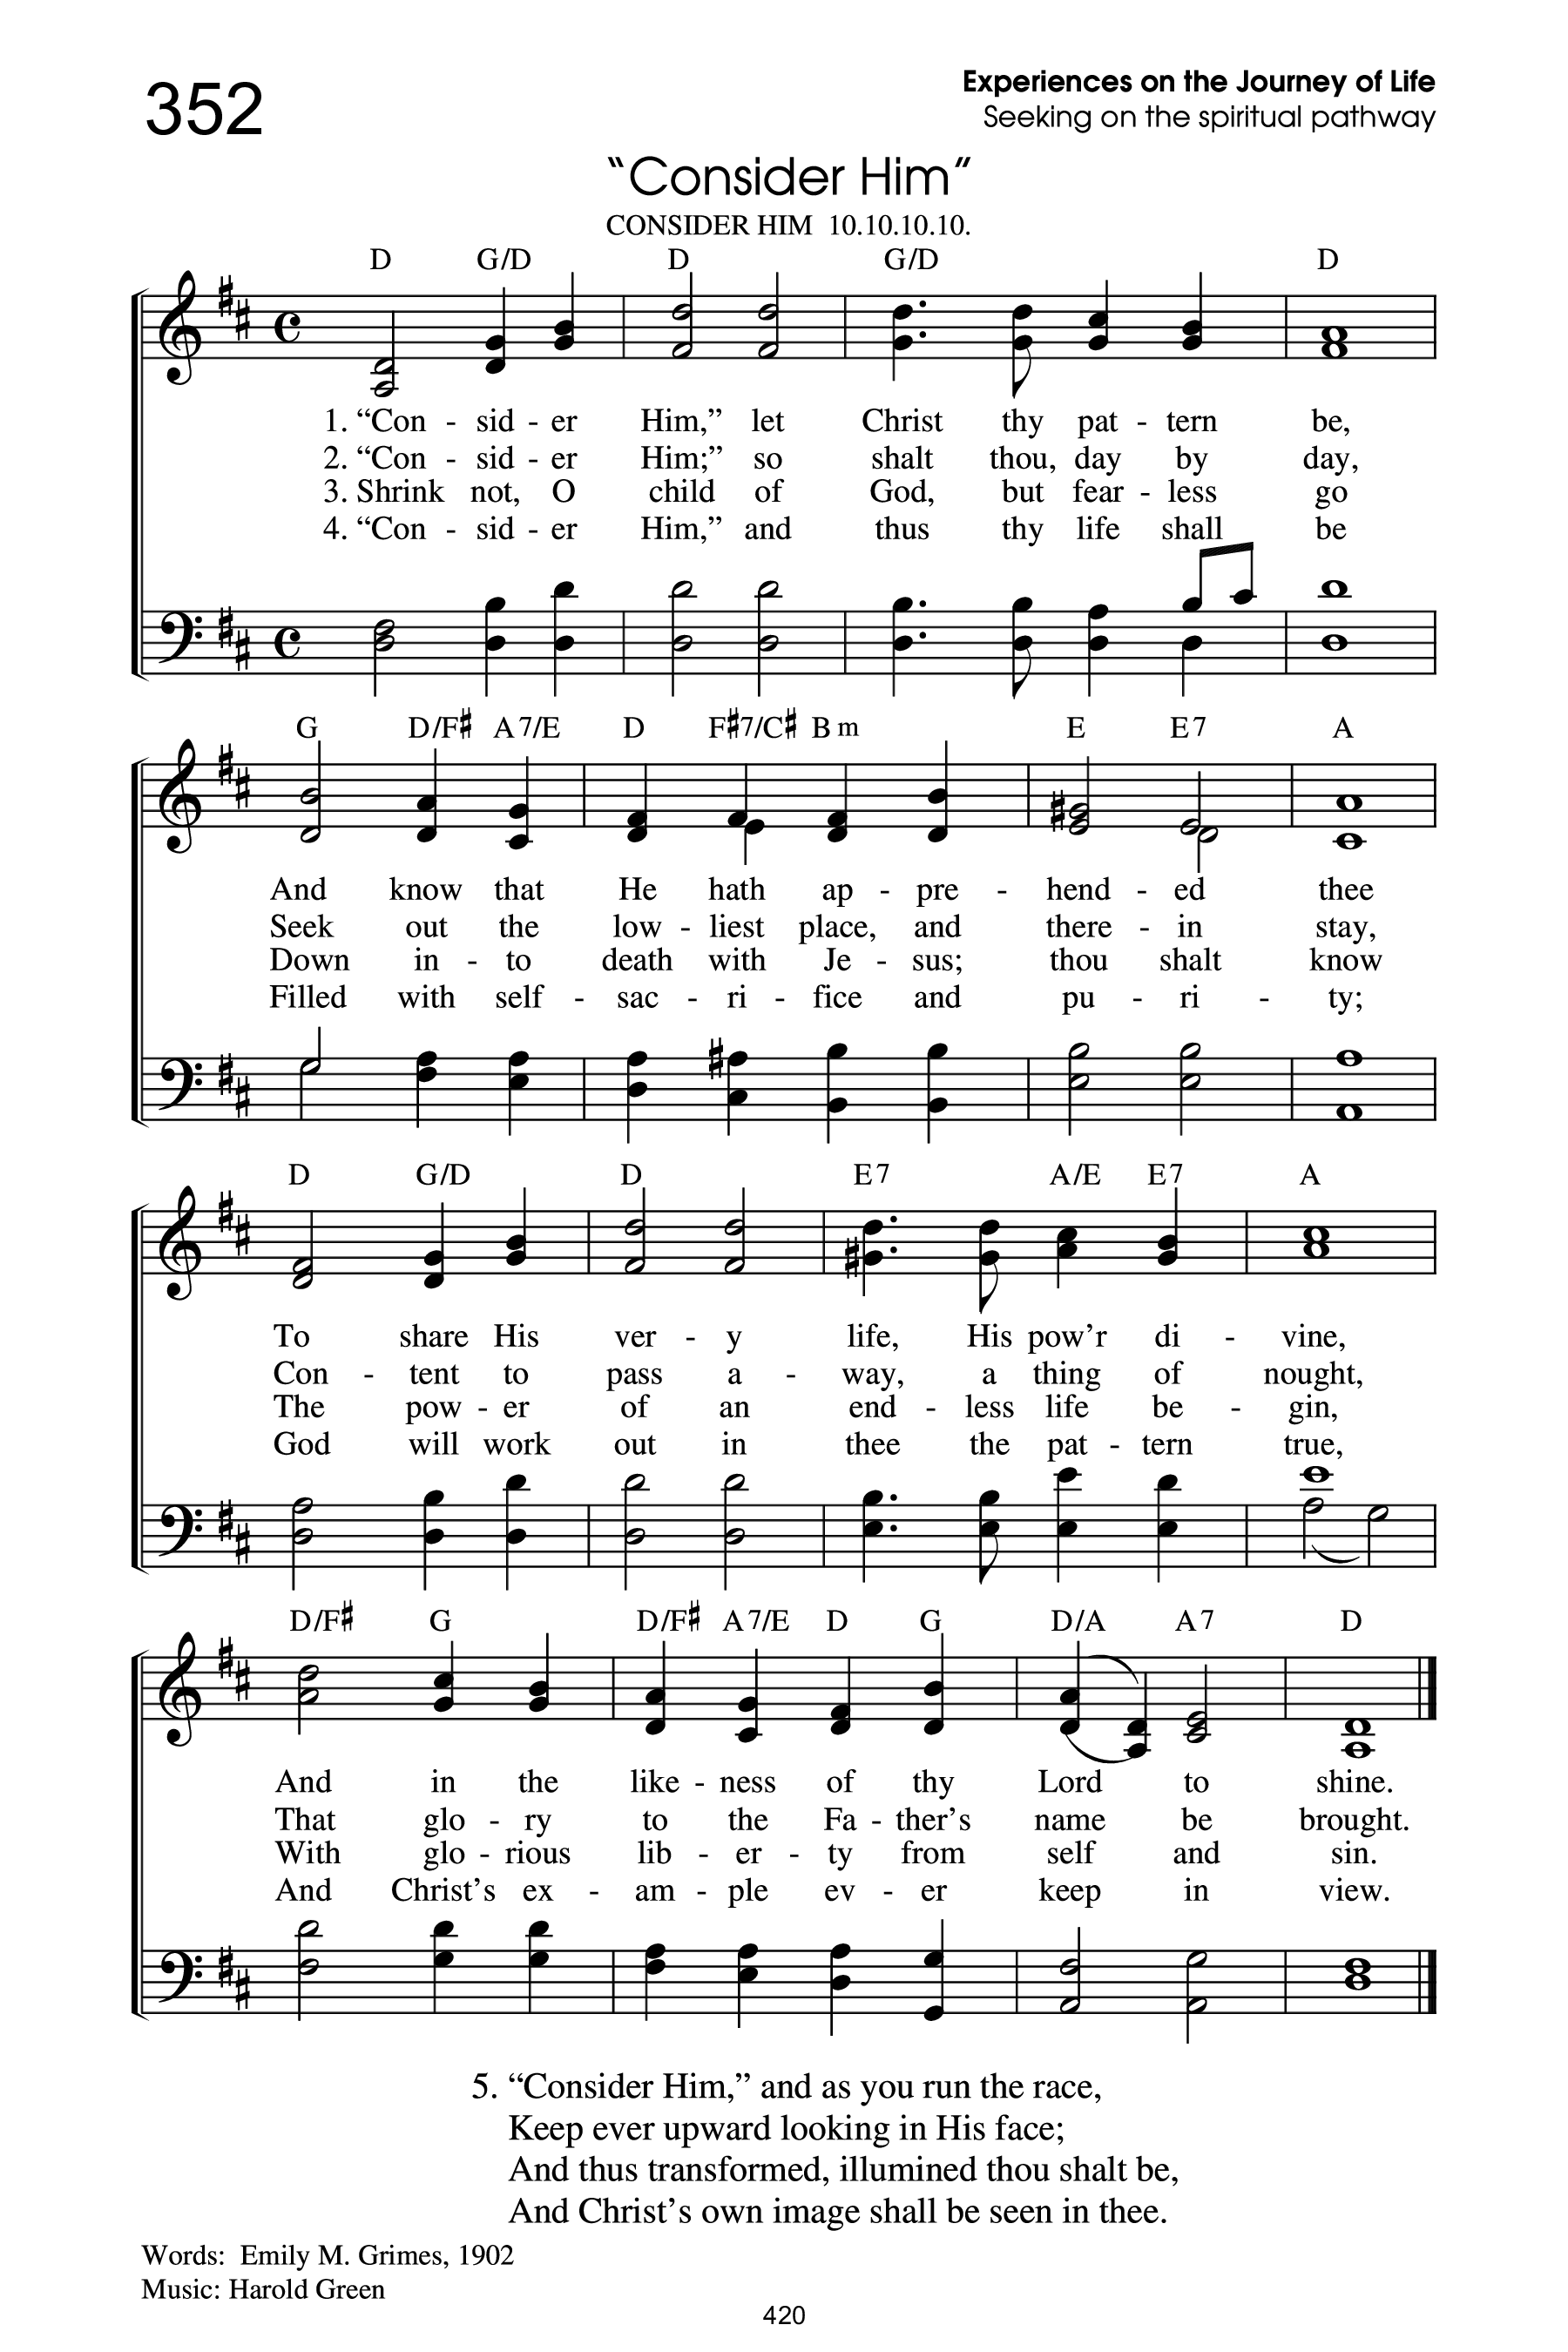 352
Experiences on the Journey of Life
Seeking on the spiritual pathway
“Consider Him”
CONSIDER HIM 10.10.10.10.
D G/D D G/D D
1. “Con - sid - er Him,” let Christ thy pat - tern be,
2. “Con - sid - er Him;” so shalt thou, day by day,
3. Shrink not, O child of God, but fear - less go
4. “Con - sid - er Him,” and thus thy life shall be
G D/F♯ A7/E D F♯7/C♯ Bm E E7 A
And know that He hath ap - pre - hend - ed thee
Seek out the low - liest place, and there - in stay,
Down in - to death with Je - sus; thou shalt know
Filled with self - sac - ri - fice and pu - ri - ty;
D G/D D E7 A/E E7 A
To share His ver - y life, His pow’r di - vine,
Con - tent to pass a - way, a thing of nought,
The pow - er of an end - less life be - gin,
God will work out in thee the pat - tern true,
D/F♯ G D/F♯ A7/E D G D/A A7 D
And in the like - ness of thy Lord to shine.
That glo - ry to the Fa - ther’s name be brought.
With glo - rious lib - er - ty from self and sin.
And Christ’s ex - am - ple ev - er keep in view.
5. “Consider Him,” and as you run the race,
Keep ever upward looking in His face;
And thus transformed, illumined thou shalt be,
And Christ’s own image shall be seen in thee.
Words: Emily M. Grimes, 1902
Music: Harold Green
420